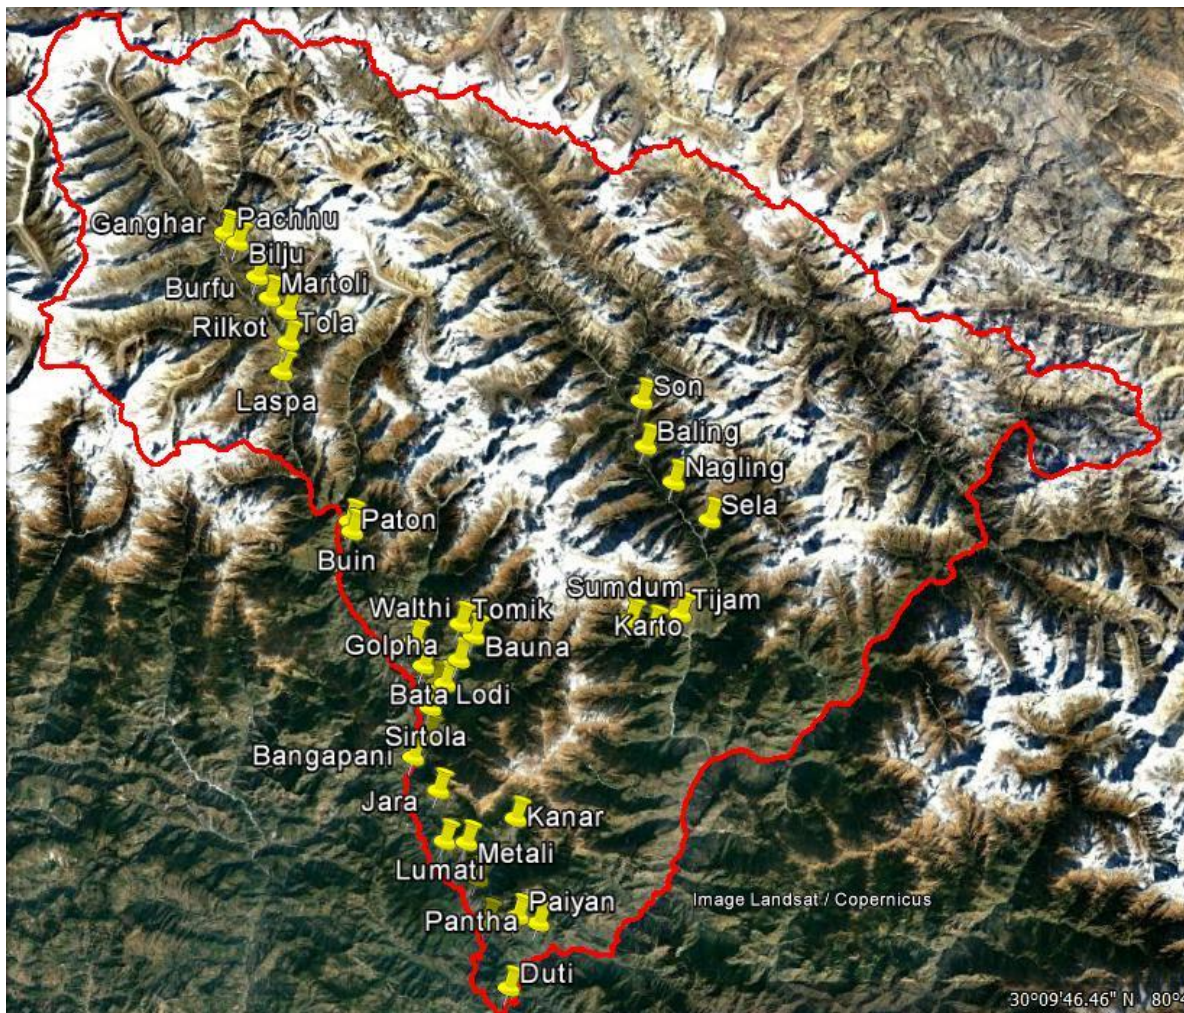 Ganghar
Pachhu
Bilju
Burfu
Martoli
Rilkot
Tola
Laspa
Son
Baling
Nagling
Sela
Paton
Buin
Sumdum
Tijam
Karto
Walthi
Tomik
Golpha
Bauna
Bata
Lodi
Sirtola
Bangapani
Jara
Kanar
Metali
Lumati
Paiyan
Pantha
Image Landsat / Copernicus
Duti
30°09'46.46" N 80°4